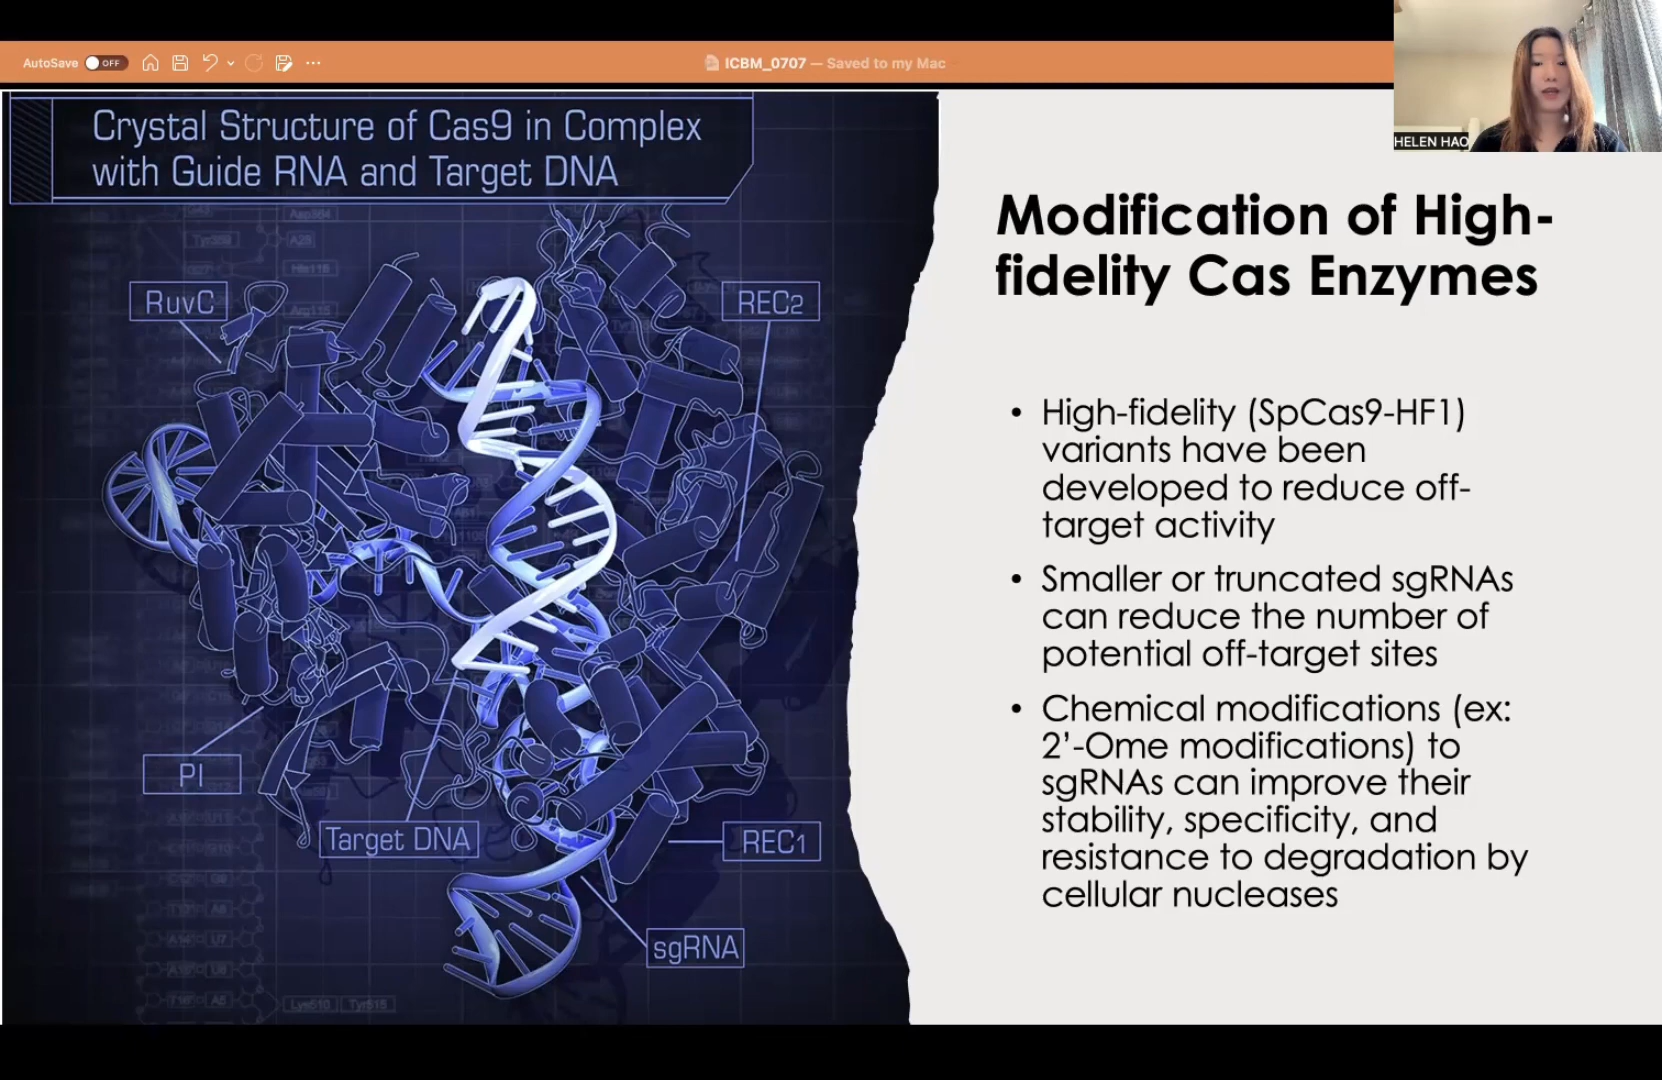 AutoSave OFF
ICBM_0707 — Saved to my Mac
HELEN HAO
Crystal Structure of Cas9 in Complex
with Guide RNA and Target DNA
RuvC
REC2
PI
Target DNA
REC1
sgRNA
Lys510 Tyr515
Modification of High-
fidelity Cas Enzymes
• High-fidelity (SpCas9-HF1)
variants have been
developed to reduce off-
target activity
• Smaller or truncated sgRNAs
can reduce the number of
potential off-target sites
• Chemical modifications (ex:
2’-Ome modifications) to
sgRNAs can improve their
stability, specificity, and
resistance to degradation by
cellular nucleases